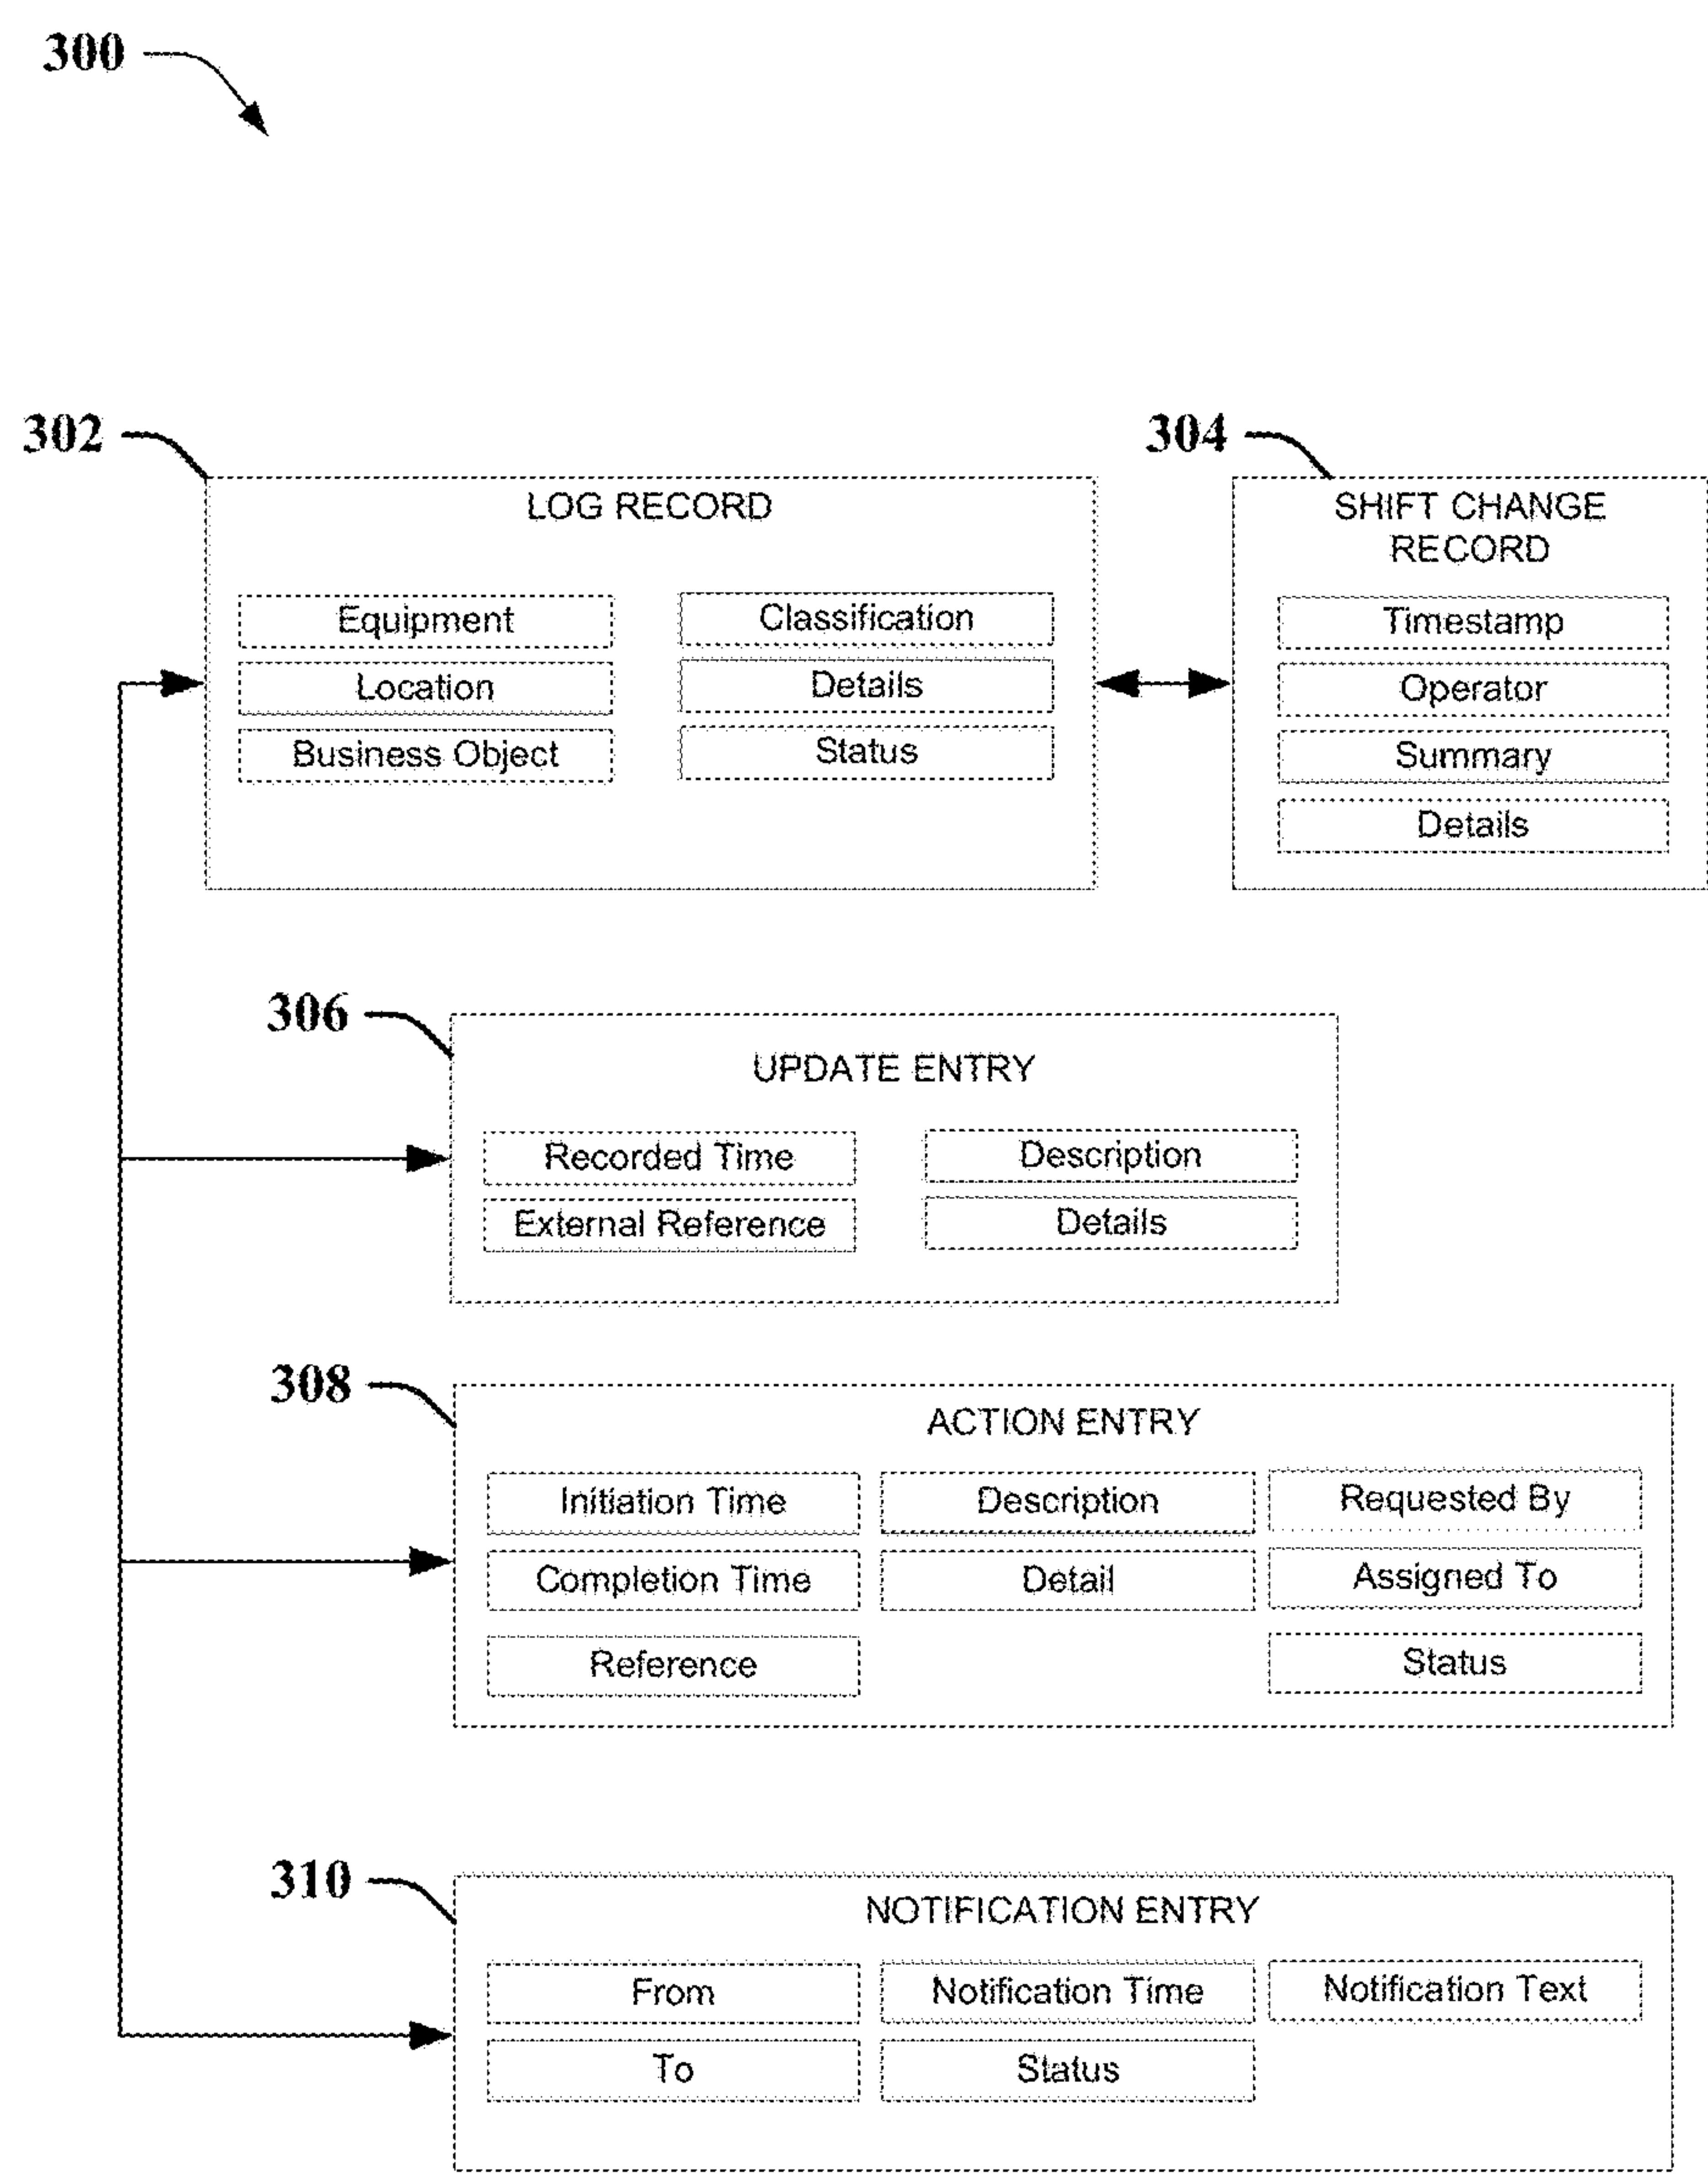 300
302
304
LOG RECORD
SHIFT CHANGE
RECORD
Equipment
Classification
Timestamp
Location
Details
Operator
Business Object
Status
Summary
Details
306
UPDATE ENTRY
Recorded Time
Description
External Reference
Details
308
ACTION ENTRY
Initiation Time
Description
Requested By
Completion Time
Detail
Assigned To
Reference
Status
310
NOTIFICATION ENTRY
From
Notification Time
Notification Text
To
Status